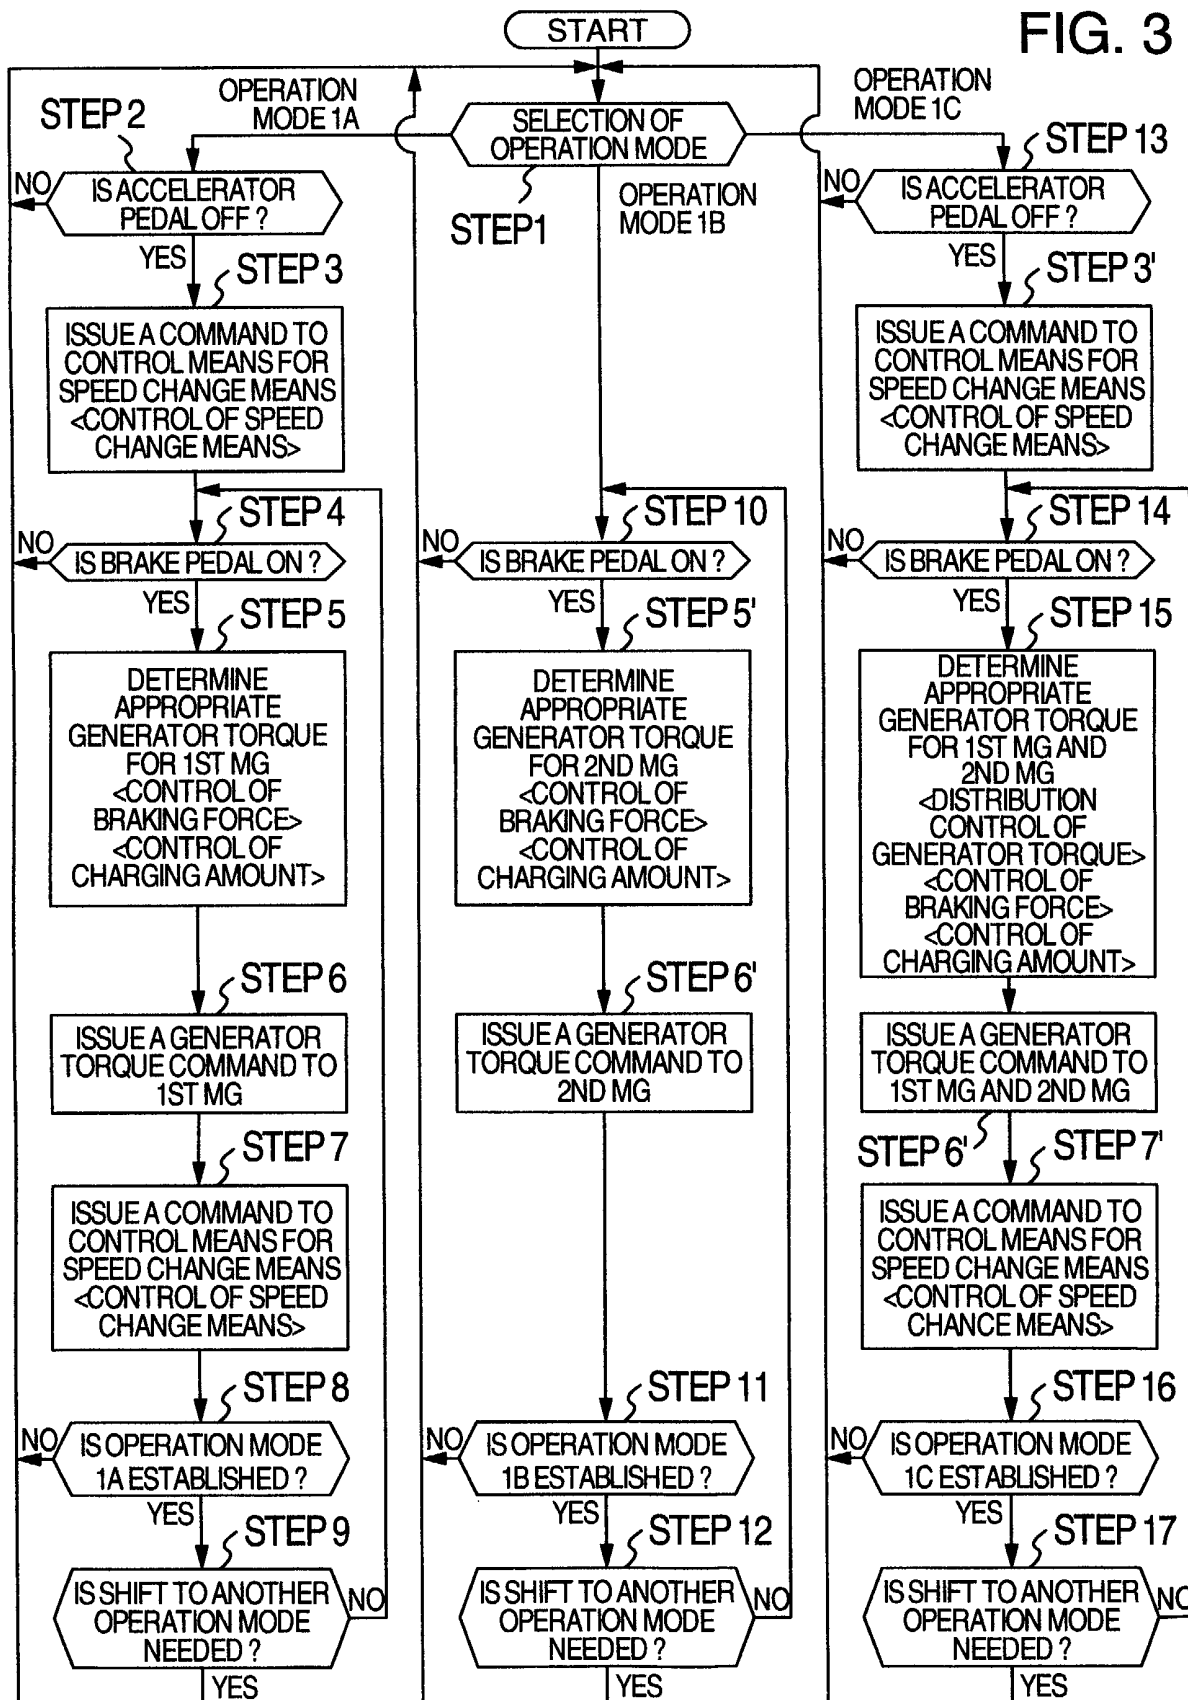 START
FIG. 3
OPERATION
MODE 1A
OPERATION
MODE 1C
STEP 2
SELECTION OF
OPERATION MODE
STEP 13
NO
IS ACCELERATOR
PEDAL OFF ?
STEP1
OPERATION
MODE 1B
NO
IS ACCELERATOR
PEDAL OFF ?
YES
STEP 3
YES
STEP 3'
ISSUE A COMMAND TO
CONTROL MEANS FOR
SPEED CHANGE MEANS
<CONTROL OF SPEED
CHANGE MEANS>
ISSUE A COMMAND TO
CONTROL MEANS FOR
SPEED CHANGE MEANS
<CONTROL OF SPEED
CHANGE MEANS>
STEP 4
STEP 10
STEP 14
NO
IS BRAKE PEDAL ON ?
NO
IS BRAKE PEDAL ON ?
NO
IS BRAKE PEDAL ON ?
YES
STEP 5
YES
STEP 5'
YES
STEP 15
DETERMINE
APPROPRIATE
GENERATOR TORQUE
FOR 1ST MG
<CONTROL OF
BRAKING FORCE>
<CONTROL OF
CHARGING AMOUNT>
DETERMINE
APPROPRIATE
GENERATOR TORQUE
FOR 2ND MG
<CONTROL OF
BRAKING FORCE>
<CONTROL OF
CHARGING AMOUNT>
DETERMINE
APPROPRIATE
GENERATOR TORQUE
FOR 1ST MG AND
2ND MG
<DISTRIBUTION
CONTROL OF
GENERATOR TORQUE>
<CONTROL OF
BRAKING FORCE>
<CONTROL OF
CHARGING AMOUNT>
STEP 6
STEP 6'
ISSUE A GENERATOR
TORQUE COMMAND TO
1ST MG
ISSUE A GENERATOR
TORQUE COMMAND TO
2ND MG
ISSUE A GENERATOR
TORQUE COMMAND TO
1ST MG AND 2ND MG
STEP 7
STEP 6'
STEP 7'
ISSUE A COMMAND TO
CONTROL MEANS FOR
SPEED CHANGE MEANS
<CONTROL OF SPEED
CHANGE MEANS>
ISSUE A COMMAND TO
CONTROL MEANS FOR
SPEED CHANGE MEANS
<CONTROL OF SPEED
CHANCE MEANS>
STEP 8
STEP 11
STEP 16
NO
IS OPERATION MODE
1A ESTABLISHED ?
NO
IS OPERATION MODE
1B ESTABLISHED ?
NO
IS OPERATION MODE
1C ESTABLISHED ?
YES
STEP 9
YES
STEP 12
YES
STEP 17
IS SHIFT TO ANOTHER
OPERATION MODE
NEEDED ?
NO
IS SHIFT TO ANOTHER
OPERATION MODE
NEEDED ?
NO
IS SHIFT TO ANOTHER
OPERATION MODE
NEEDED ?
NO
YES
YES
YES